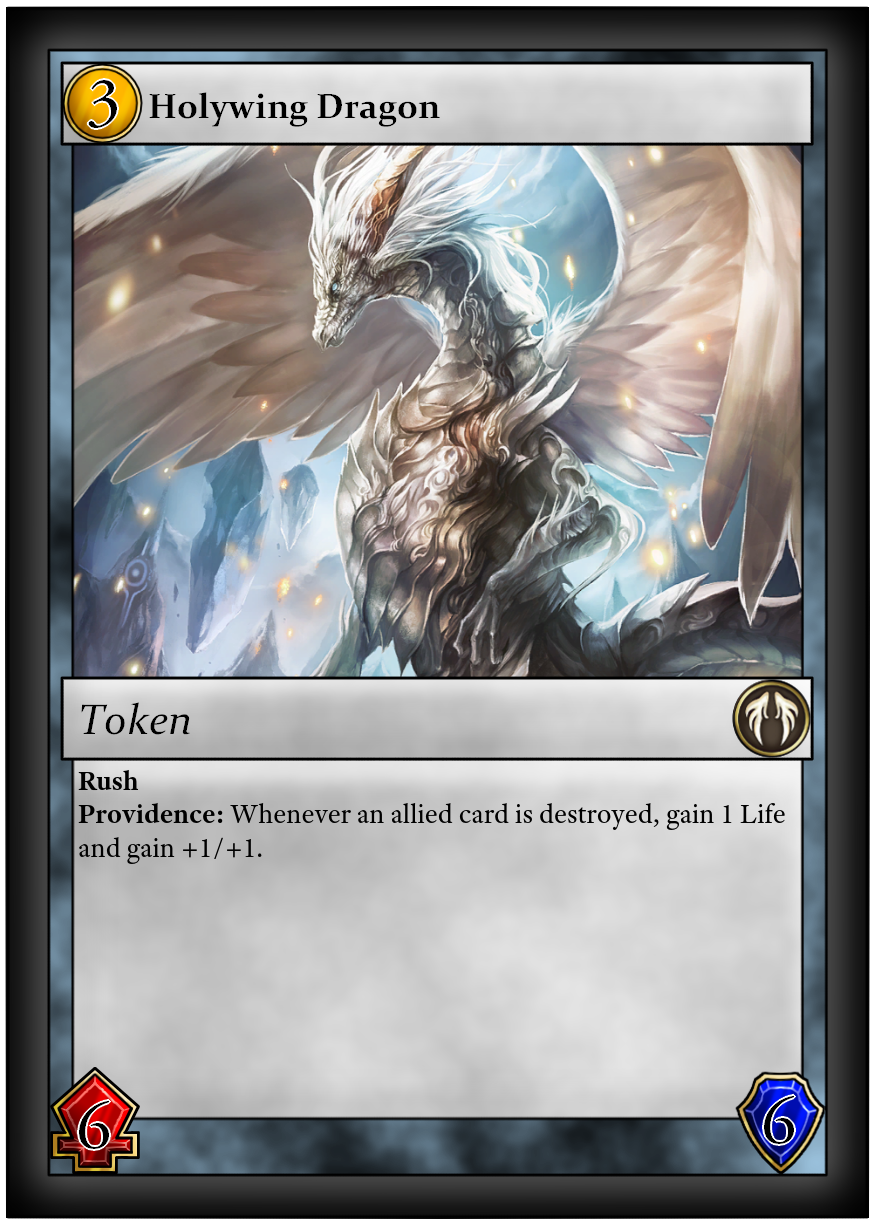 3
Holywing Dragon
Token
Rush
Providence: Whenever an allied card is destroyed, gain 1 Life
and gain +1/+1.
6
6